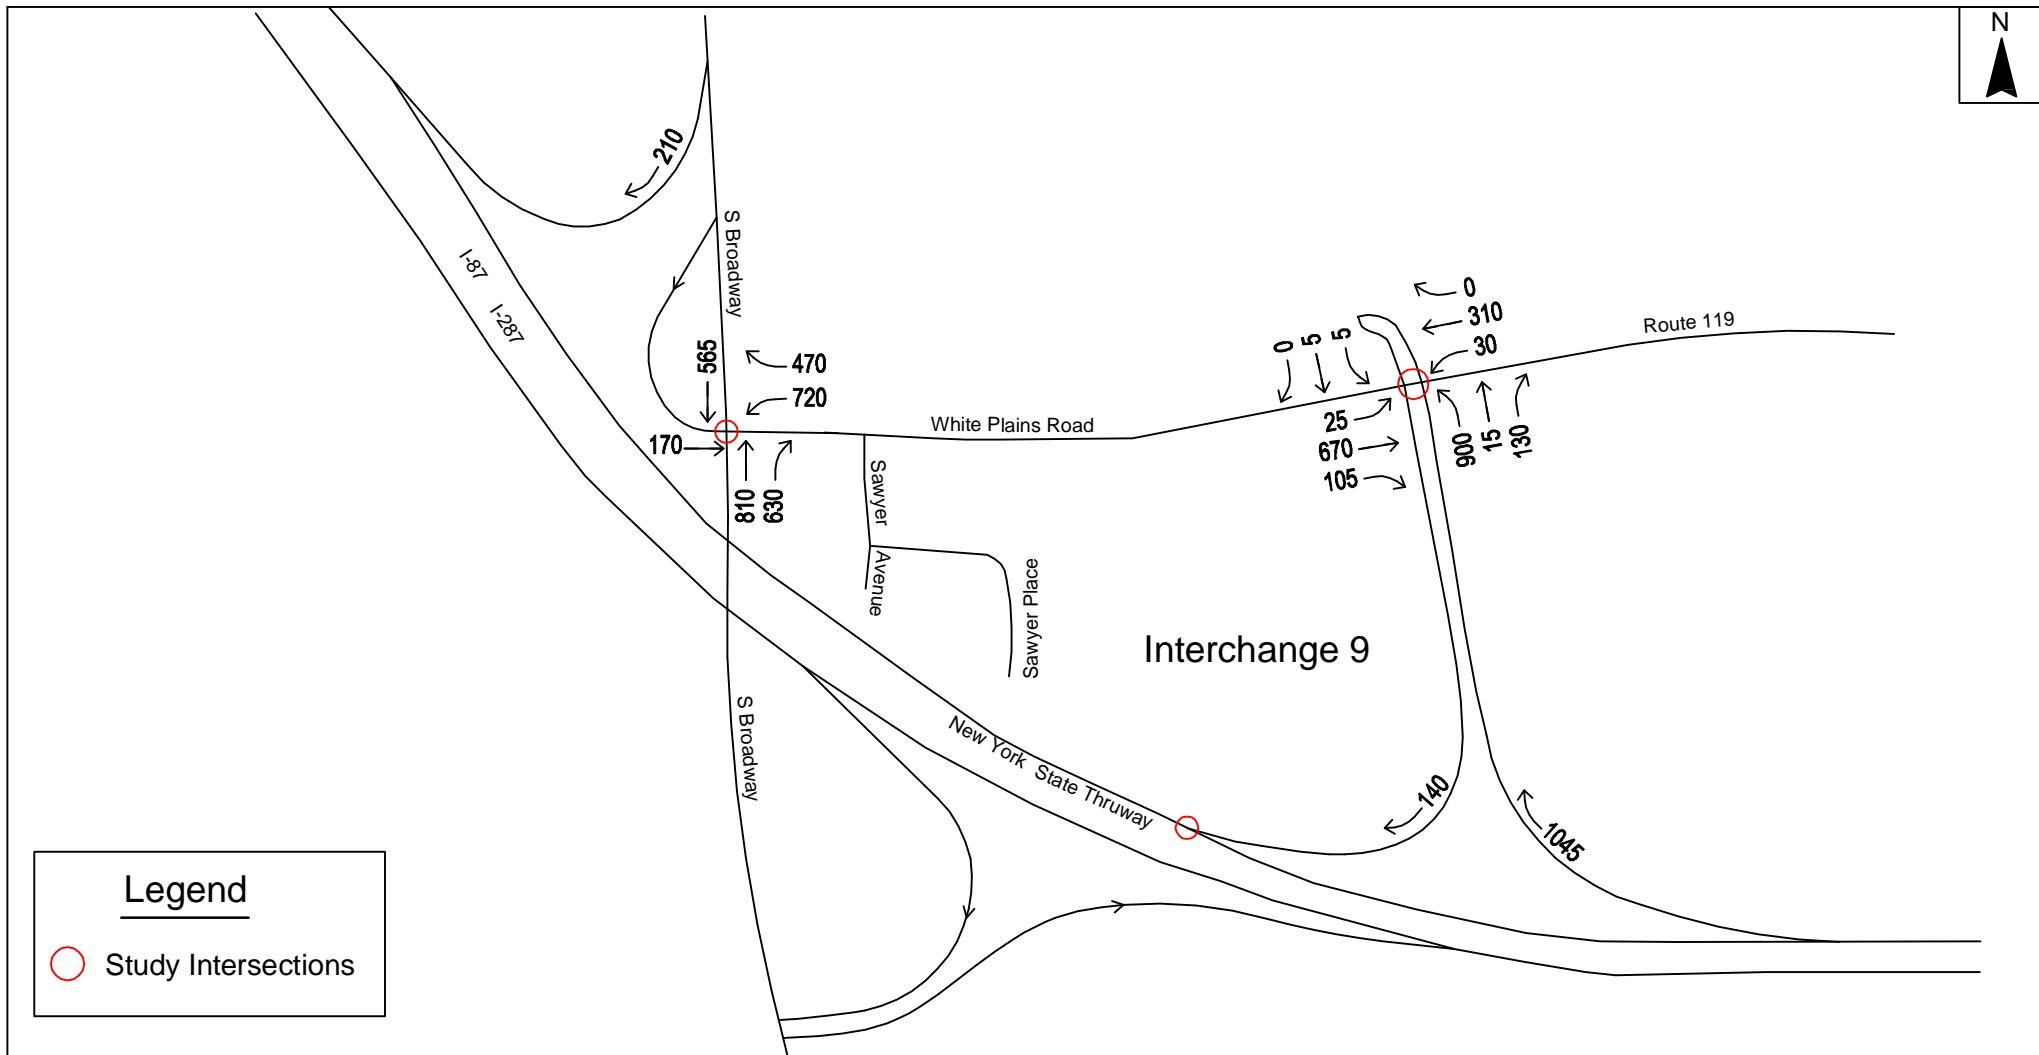 N
210
S Broadway
I-87
I-287
565
470
720
170
810
630
White Plains Road
Sawyer
Avenue
Sawyer Place
0
5
5
0
310
30
Route 119
25
670
105
900
15
130
Interchange 9
S Broadway
New York State Thruway
140
1045
Legend
Study Intersections